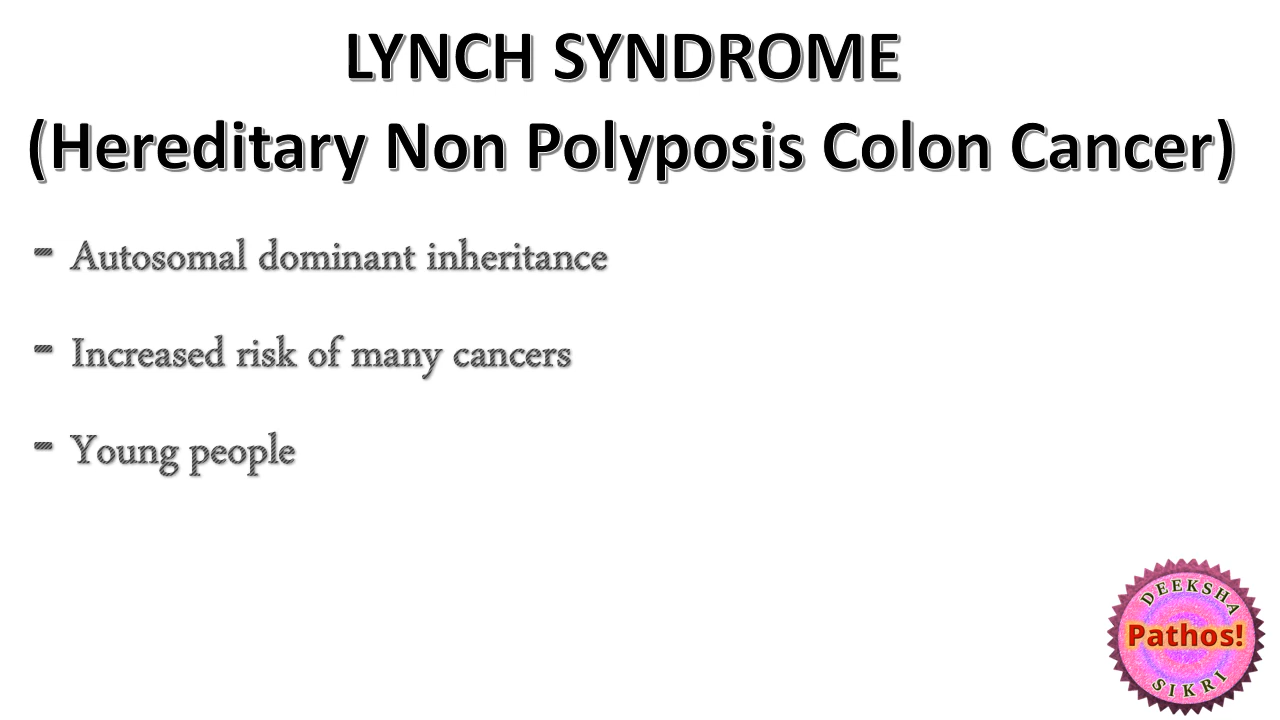 LYNCH SYNDROME
(Hereditary Non Polyposis Colon Cancer)
- Autosomal dominant inheritance
- Increased risk of many cancers
- Young people
DEEKSHA
Pathos!
SIKRI